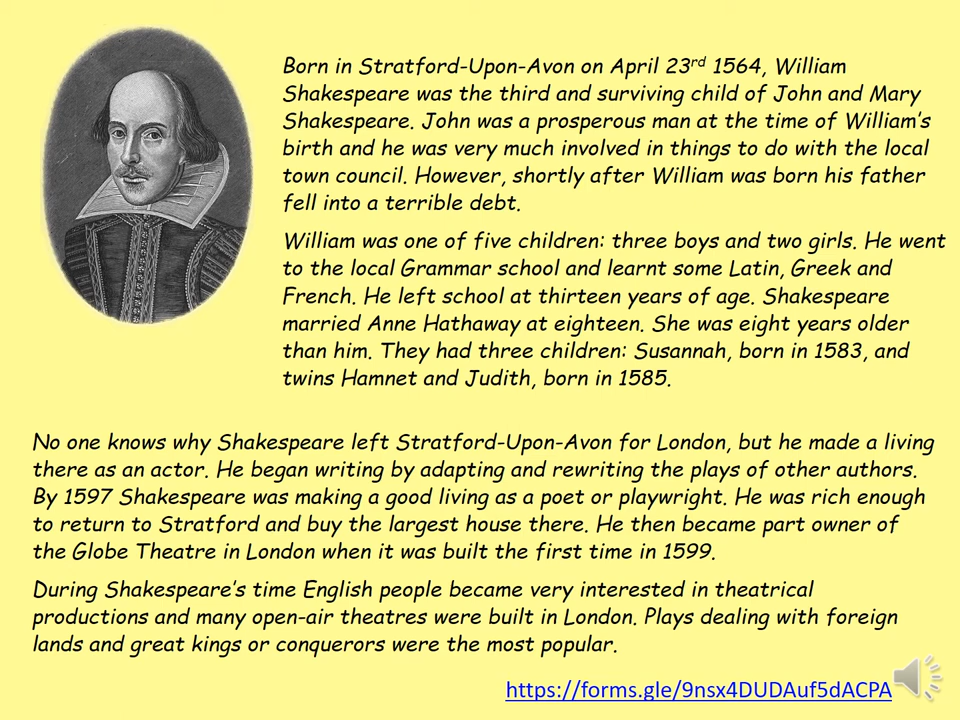 Born in Stratford-Upon-Avon on April 23rd 1564, William
Shakespeare was the third and surviving child of John and Mary
Shakespeare. John was a prosperous man at the time of William's
birth and he was very much involved in things to do with the local
town council. However, shortly after William was born his father
fell into a terrible debt.
William was one of five children: three boys and two girls. He went
to the local Grammar school and learnt some Latin, Greek and
French. He left school at thirteen years of age. Shakespeare
married Anne Hathaway at eighteen. She was eight years older
than him. They had three children: Susannah, born in 1583, and
twins Hamnet and Judith, born in 1585.
No one knows why Shakespeare left Stratford-Upon-Avon for London, but he made a living
there as an actor. He began writing by adapting and rewriting the plays of other authors.
By 1597 Shakespeare was making a good living as a poet or playwright. He was rich enough
to return to Stratford and buy the largest house there. He then became part owner of
the Globe Theatre in London when it was built the first time in 1599.
During Shakespeare's time English people became very interested in theatrical
productions and many open-air theatres were built in London. Plays dealing with foreign
lands and great kings or conquerors were the most popular.
https://forms.gle/9nsx4DUDAuf5dACPA